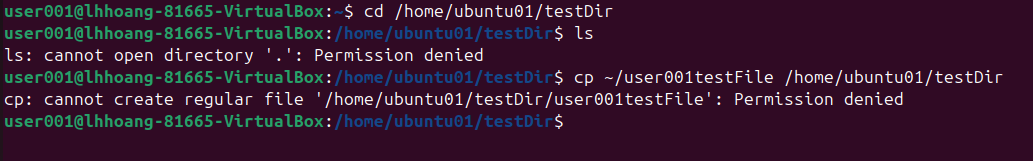 user001@lhhoang-81665-VirtualBox:~$ cd /home/ubuntu01/testDir
user001@lhhoang-81665-VirtualBox:/home/ubuntu01/testDir$ ls
ls: cannot open directory '.': Permission denied
user001@lhhoang-81665-VirtualBox:/home/ubuntu01/testDir$ cp ~/user001testFile /home/ubuntu01/testDir
cp: cannot create regular file '/home/ubuntu01/testDir/user001testFile': Permission denied
user001@lhhoang-81665-VirtualBox:/home/ubuntu01/testDir$